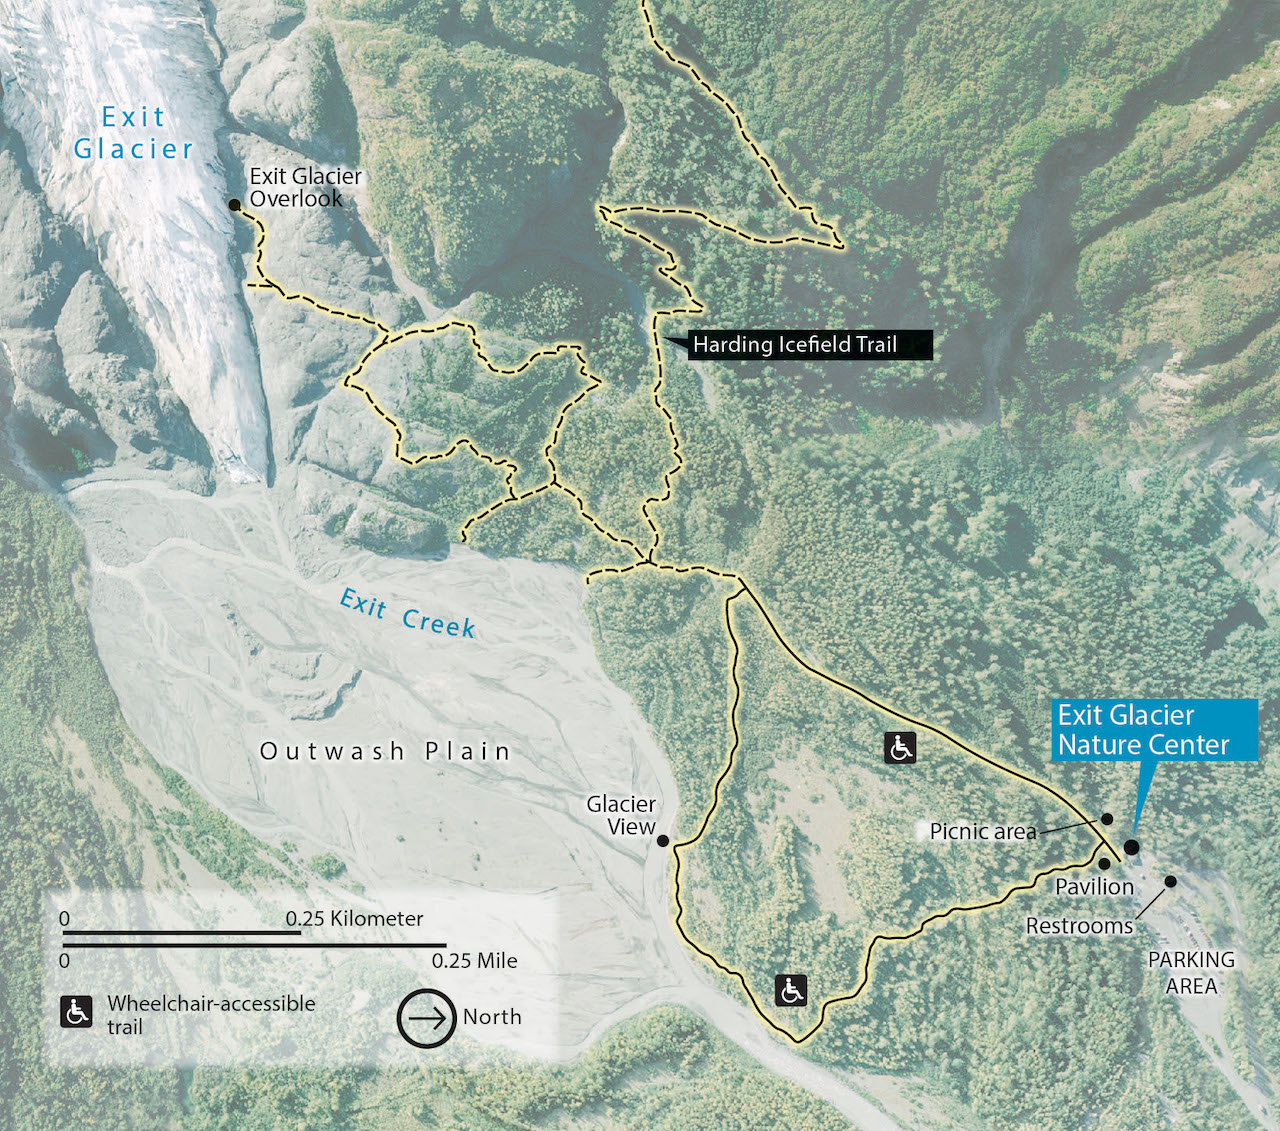 Exit
Glacier
Exit Glacier
Overlook
Harding Icefield Trail
Exit Creek
Outwash Plain
Exit Glacier
Nature Center
Glacier
View
Picnic area
Pavilion
Restrooms
PARKING
AREA
0 0.25 Kilometer
0 0.25 Mile
Wheelchair-accessible
trail
North